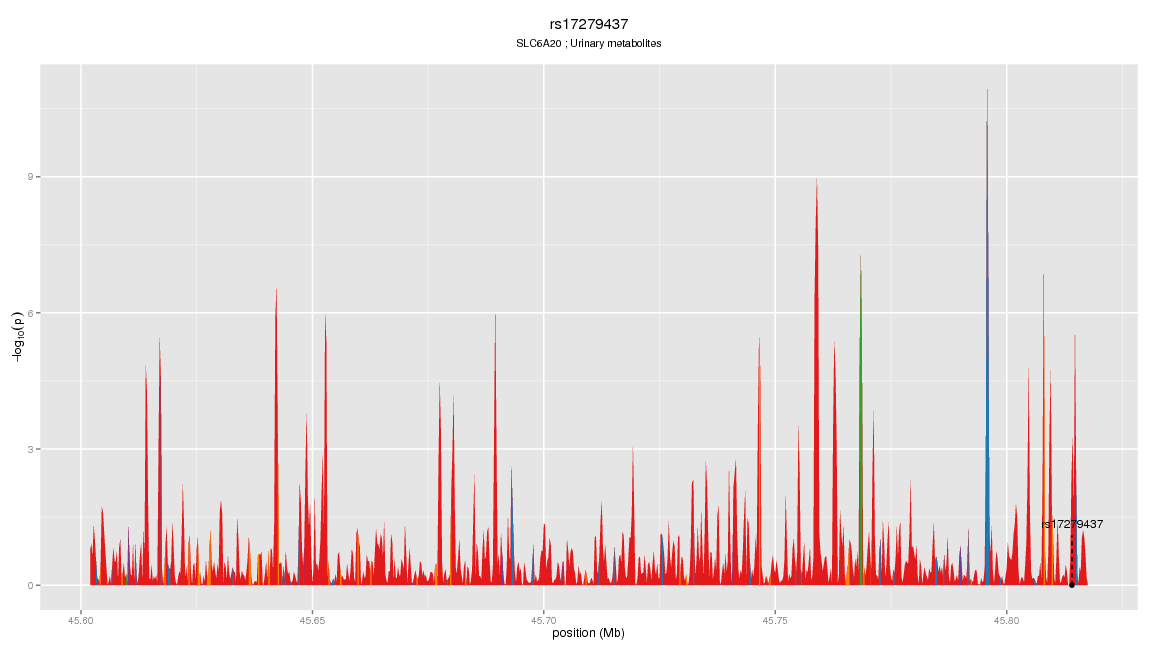 rs17279437
SLC6A20 ; Urinary metabolites
9
6
3
0
−log10(p)
rs17279437
45.60
45.65
45.70
45.75
45.80
position (Mb)